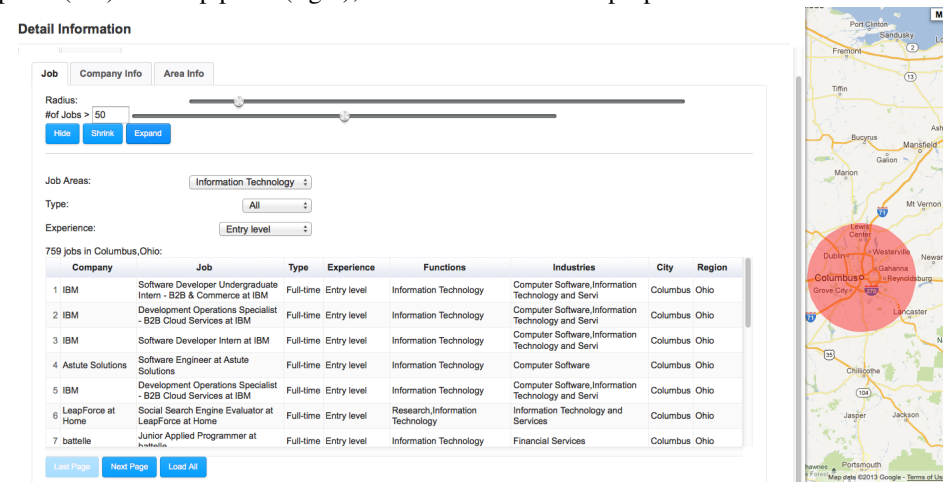 Detail Information
Job Company Info Area Info
Radius:
#of Jobs > 50
Hide Shrink Expand
Job Areas: Information Technology
Type: All
Experience: Entry level
759 jobs in Columbus,Ohio:
Company Job Type Experience Functions Industries City Region
1 IBM Software Developer Undergraduate Intern - B2B & Commerce at IBM Full-time Entry level Information Technology Computer Software,Information Technology and Servi Columbus Ohio
2 IBM Development Operations Specialist - B2B Cloud Services at IBM Full-time Entry level Information Technology Computer Software,Information Technology and Servi Columbus Ohio
3 IBM Software Developer Intern at IBM Full-time Entry level Information Technology Computer Software,Information Technology and Servi Columbus Ohio
4 Astute Solutions Software Engineer at Astute Solutions Full-time Entry level Information Technology Computer Software Columbus Ohio
5 IBM Development Operations Specialist - B2B Cloud Services at IBM Full-time Entry level Information Technology Computer Software,Information Technology and Servi Columbus Ohio
6 LeapForce at Home Social Search Engine Evaluator at LeapForce at Home Full-time Entry level Research,Information Technology Information Technology and Services Columbus Ohio
7 battelle Junior Applied Programmer at battelle Full-time Entry level Information Technology Financial Services Columbus Ohio
Last Page Next Page Load All
Port Clinton
Sandusky
Fremont
2
13
Tiffin
Bucyrus
Mansfield
Galion
Marion
Mt Vernon
71
Lewis Center
Dublin
Westerville
Gahanna
Columbus
Reynoldsburg
Grove City
270
Lancaster
71
35
Chillicothe
104
Jasper
Jackson
Portsmouth
Map data ©2013 Google - Terms of Us